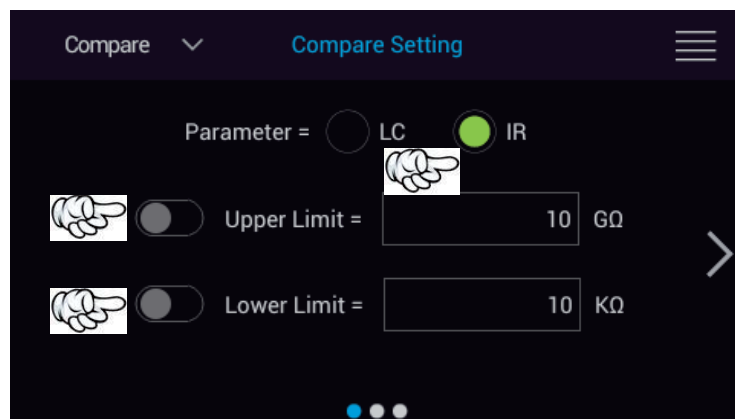 Compare Compare Setting
Parameter = LC IR
Upper Limit = 10 GΩ
Lower Limit = 10 KΩ